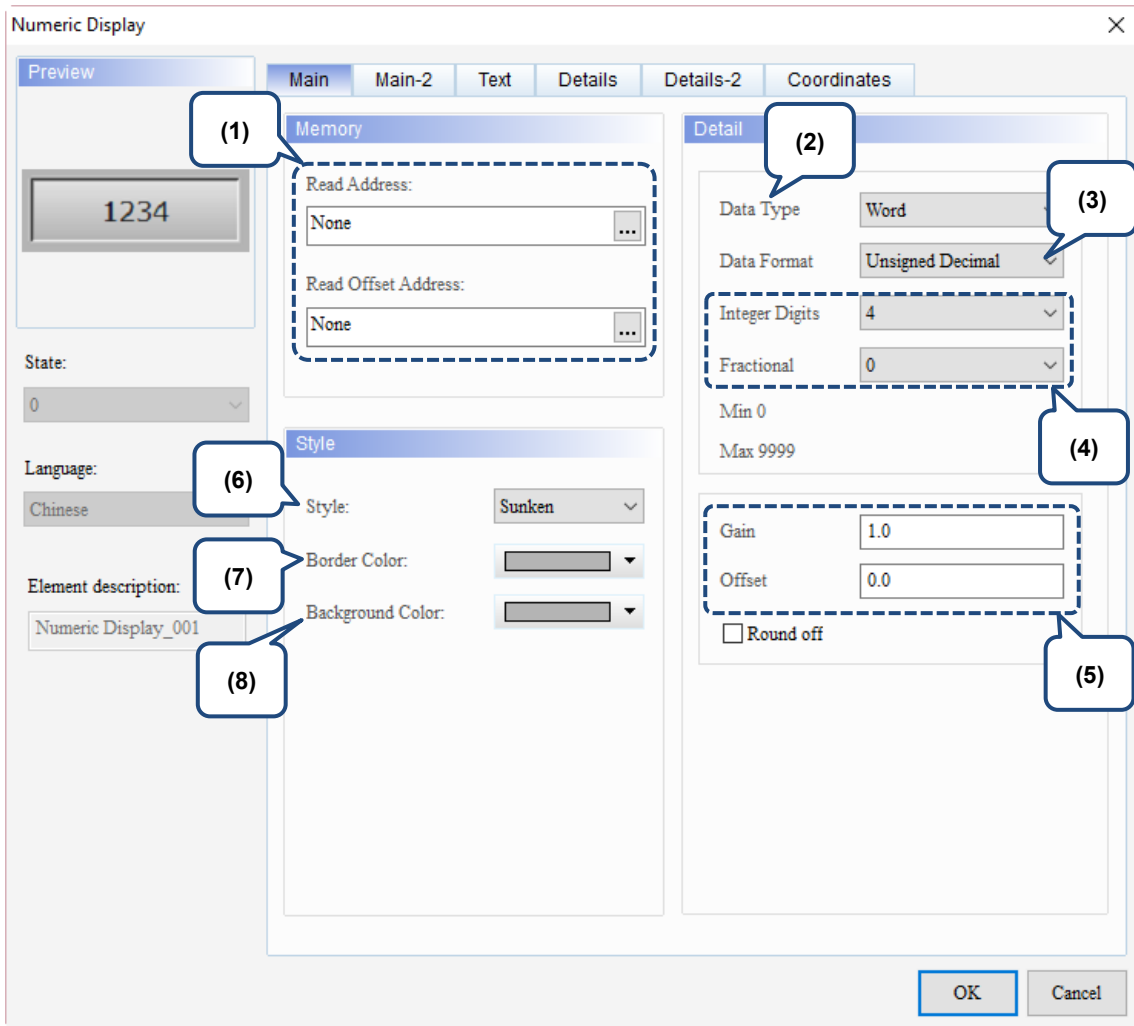 Numeric Display
Preview
1234
State:
0
Language:
Chinese
Element description:
Numeric Display_001
Main
Main-2
Text
Details
Details-2
Coordinates
(1)
Memory
Read Address:
None
...
Read Offset Address:
None
...
Style
(6)
Style:
Sunken
(7)
Border Color:
(8)
Background Color:
Detail
(2)
Data Type
Word
(3)
Data Format
Unsigned Decimal
Integer Digits
4
Fractional
0
Min 0
Max 9999
(4)
Gain
1.0
Offset
0.0
Round off
(5)
OK
Cancel